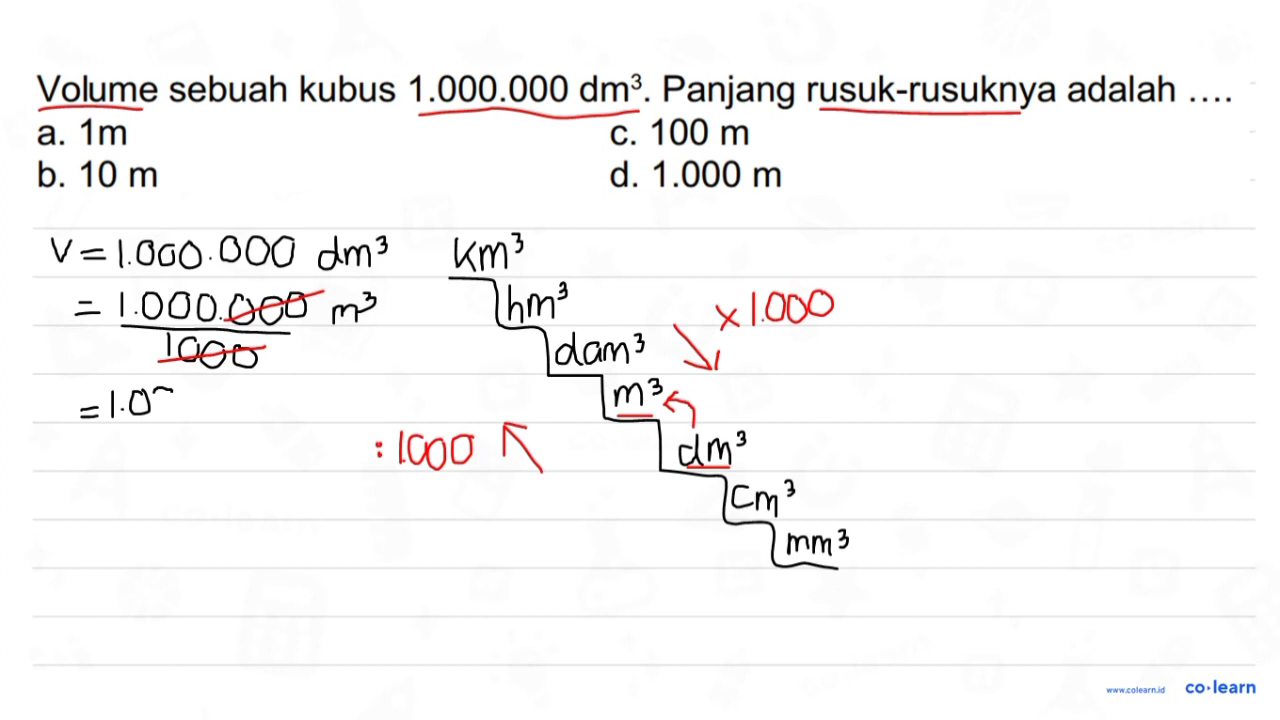 Volume sebuah kubus 1.000.000 dm³. Panjang rusuk-rusuknya adalah ....
a. 1m
c. 100 m
b. 10 m
d. 1.000 m
V = 1.000.000 dm³
km³
= 1.000.000 m³
1000
hm³
x 1.000
dam³
= 1.0
m³
: 1.000
dm³
cm³
mm³
www.colearn.id
co·learn